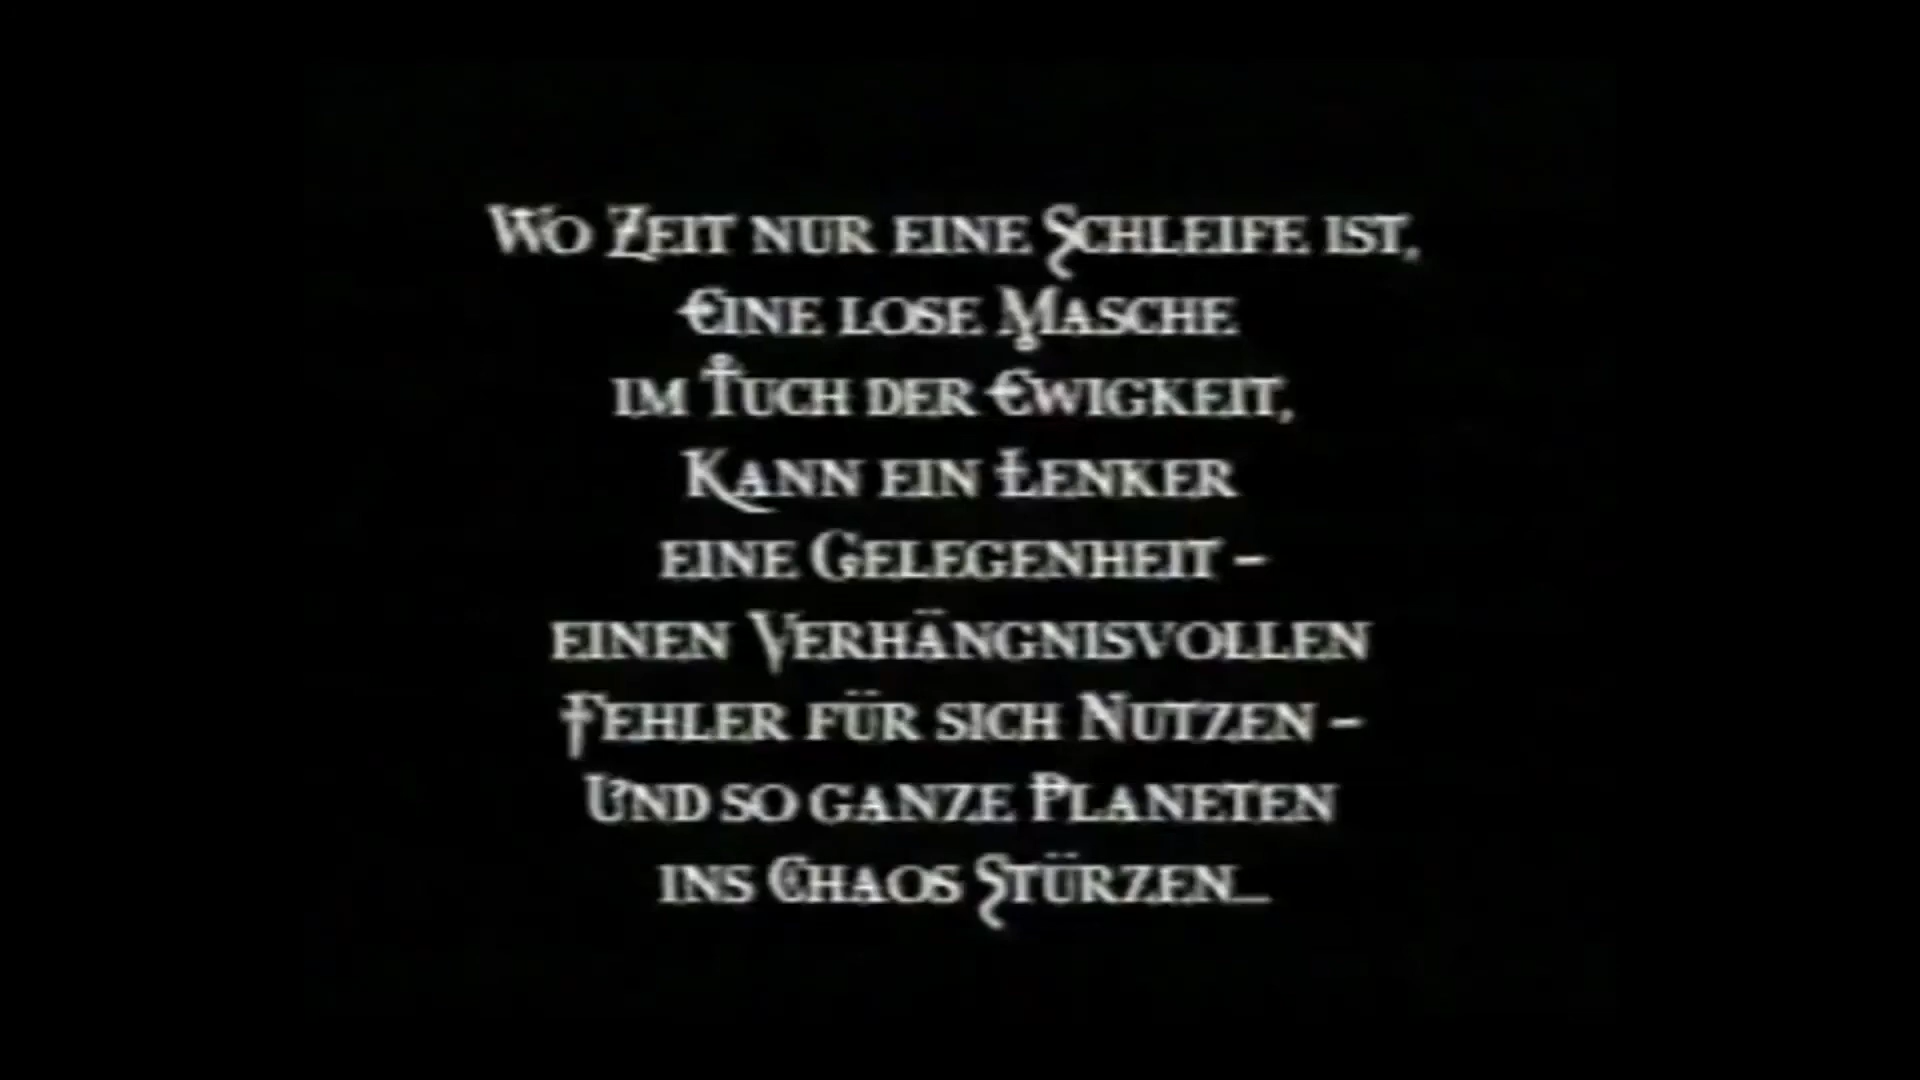 Wo Zeit nur eine Schleife ist,
Eine lose Masche
im Tuch der Ewigkeit,
Kann ein Lenker
eine Gelegenheit –
einen Verhängnisvollen
Fehler für sich Nutzen –
Und so ganze Planeten
ins Chaos Stürzen...